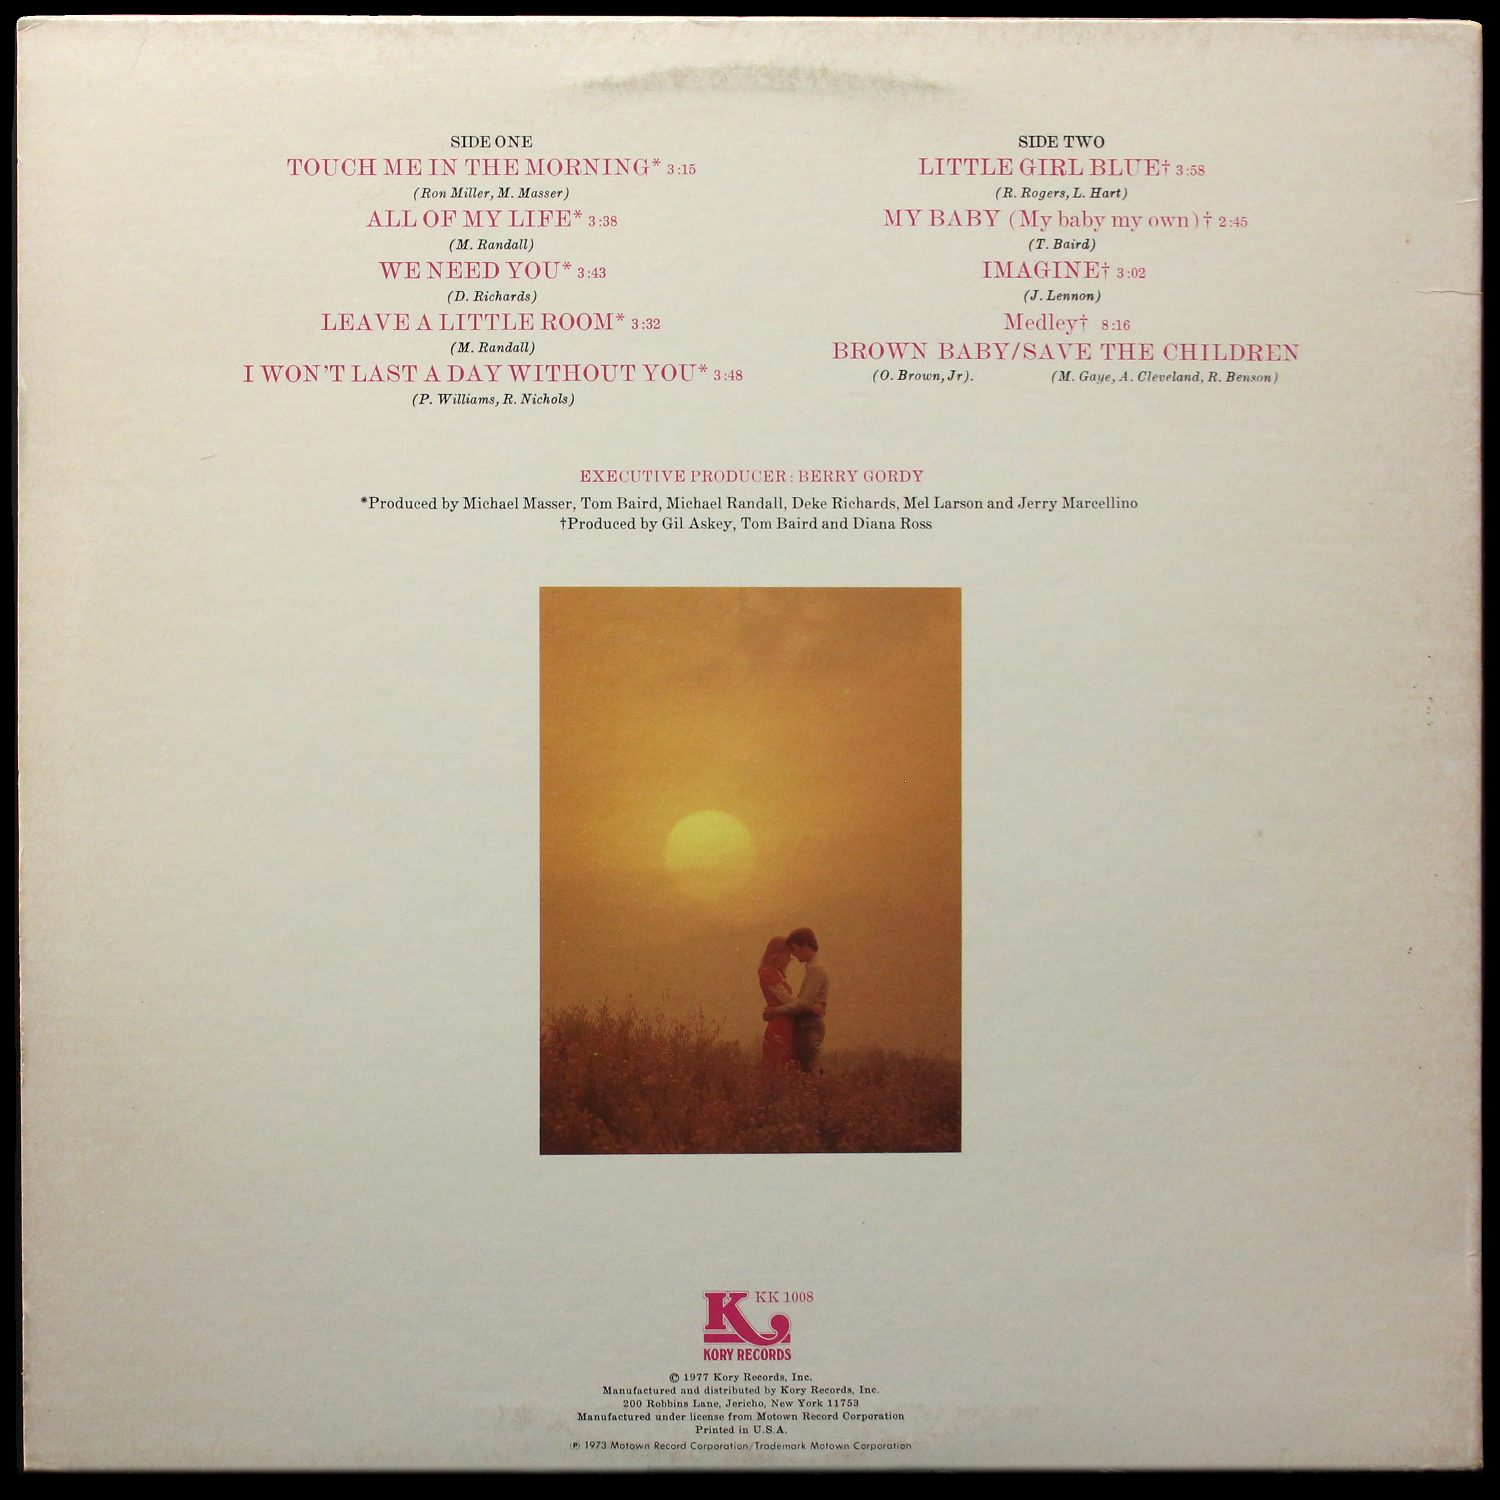 SIDE ONE
TOUCH ME IN THE MORNING* 3:15
(Ron Miller, M. Masser)
ALL OF MY LIFE* 3:38
(M. Randall)
WE NEED YOU* 3:43
(D. Richards)
LEAVE A LITTLE ROOM* 3:32
(M. Randall)
I WON'T LAST A DAY WITHOUT YOU* 3:48
(P. Williams, R. Nichols)
SIDE TWO
LITTLE GIRL BLUE† 3:58
(R. Rogers, L. Hart)
MY BABY (My baby my own)† 2:45
(T. Baird)
IMAGINE† 3:02
(J. Lennon)
Medley† 8:16
BROWN BABY/SAVE THE CHILDREN
(O. Brown, Jr). (M. Gaye, A. Cleveland, R. Benson)
EXECUTIVE PRODUCER: BERRY GORDY
*Produced by Michael Masser, Tom Baird, Michael Randall, Deke Richards, Mel Larson and Jerry Marcellino
†Produced by Gil Askey, Tom Baird and Diana Ross
K KK 1008
KORY RECORDS
© 1977 Kory Records, Inc.
Manufactured and distributed by Kory Records, Inc.
200 Robbins Lane, Jericho, New York 11753
Manufactured under license from Motown Record Corporation
Printed in U.S.A.
℗ 1973 Motown Record Corporation/Trademark Motown Corporation